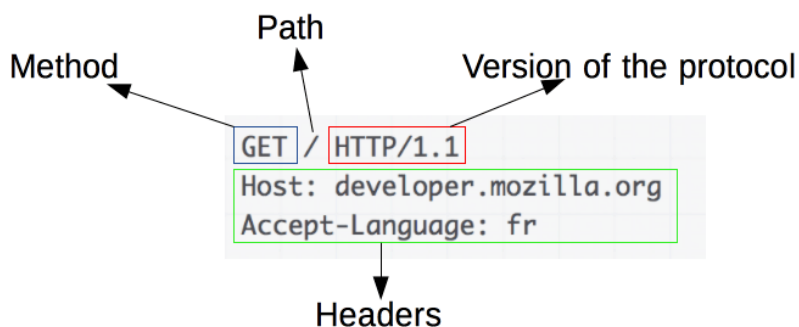 Path
Method
Version of the protocol
GET / HTTP/1.1
Host: developer.mozilla.org
Accept-Language: fr
Headers